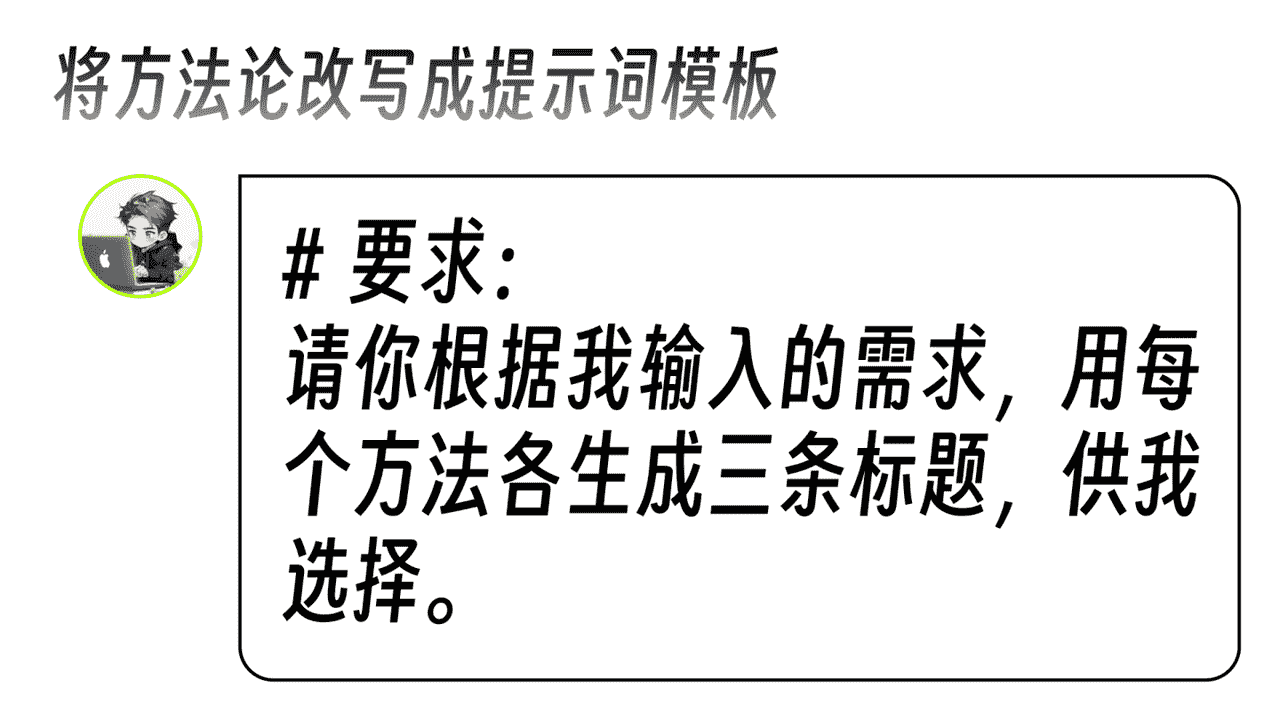 将方法论改写成提示词模板
# 要求：
请你根据我输入的需求，用每
个方法各生成三条标题，供我
选择。